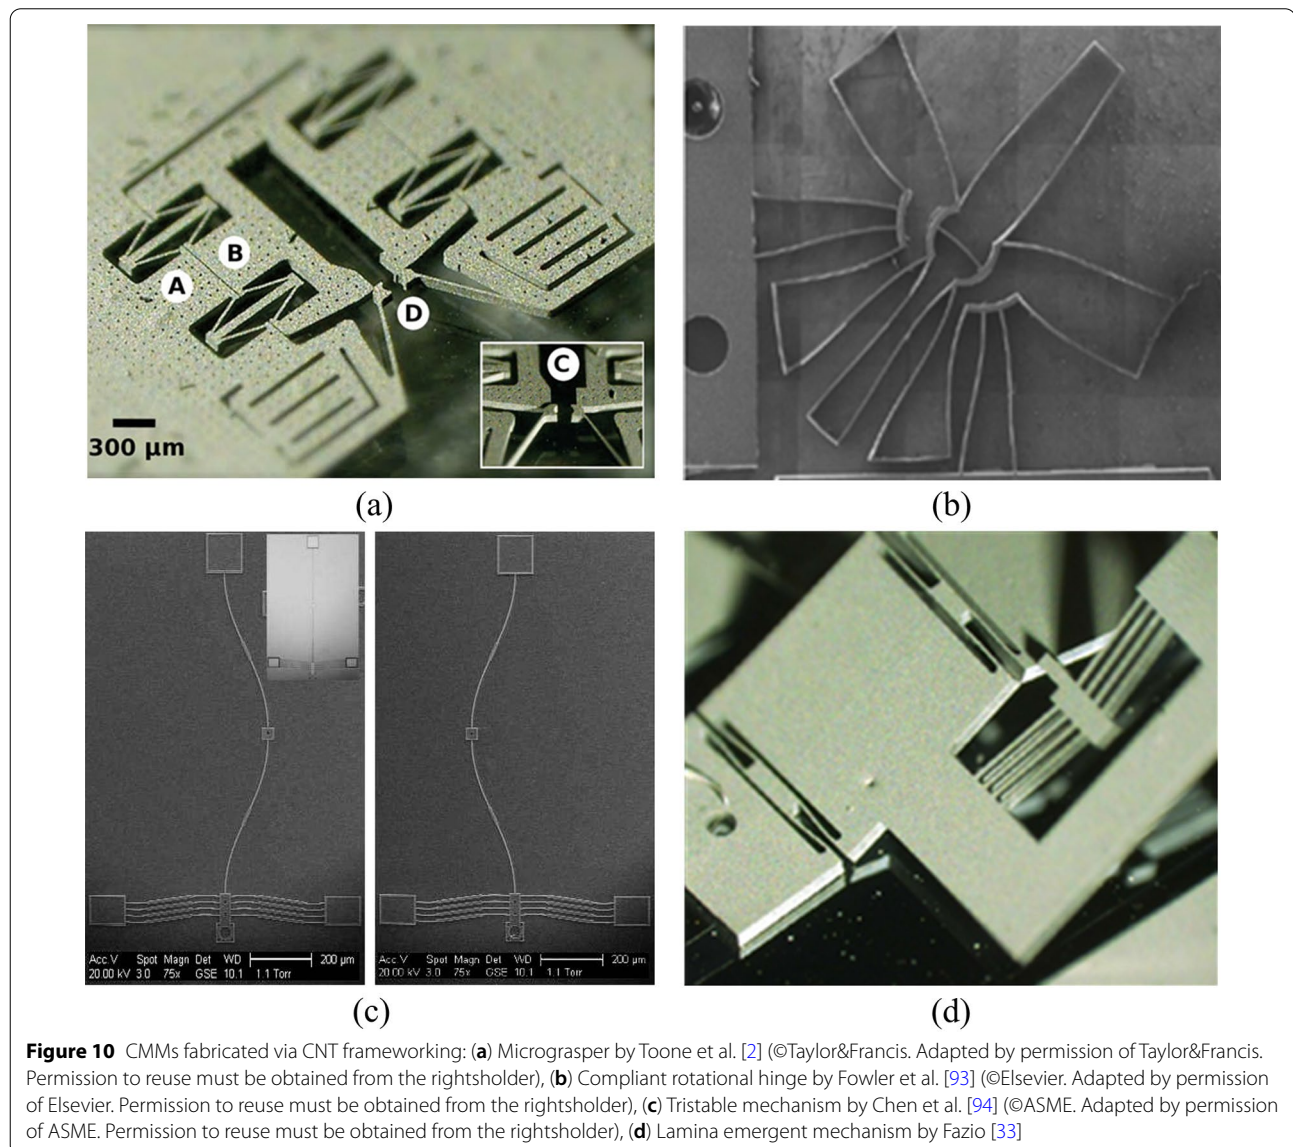 A
B
D
C
300 µm
(a)
(b)
Acc.V Spot Magn Det WD 200 µm
20.00 kV 3.0 75x GSE 10.1 1.1 Torr
Acc.V Spot Magn Det WD 200 µm
20.00 kV 3.0 75x GSE 10.1 1.1 Torr
(c)
(d)
Figure 10 CMMs fabricated via CNT frameworking: (a) Micrograsper by Toone et al. [2] (©Taylor&Francis. Adapted by permission of Taylor&Francis.
Permission to reuse must be obtained from the rightsholder), (b) Compliant rotational hinge by Fowler et al. [93] (©Elsevier. Adapted by permission
of Elsevier. Permission to reuse must be obtained from the rightsholder), (c) Tristable mechanism by Chen et al. [94] (©ASME. Adapted by permission
of ASME. Permission to reuse must be obtained from the rightsholder), (d) Lamina emergent mechanism by Fazio [33]